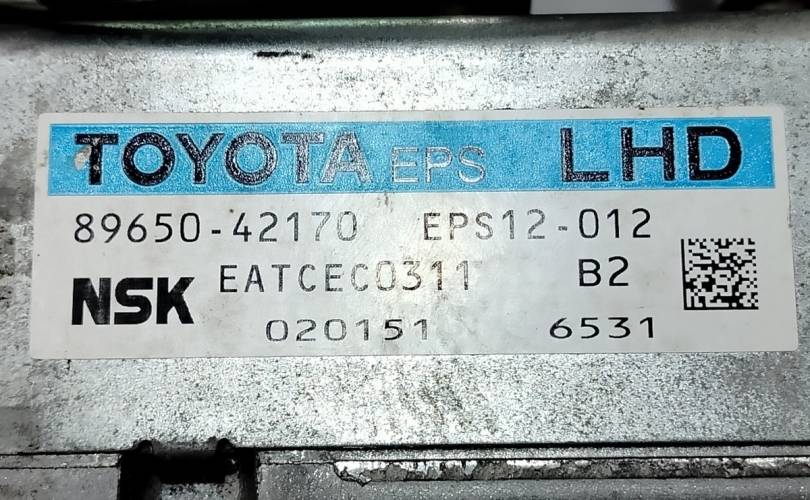 TOYOTA EPS LHD
89650-42170 EPS12-012
NSK EATCEC0311 B2
020151 6531